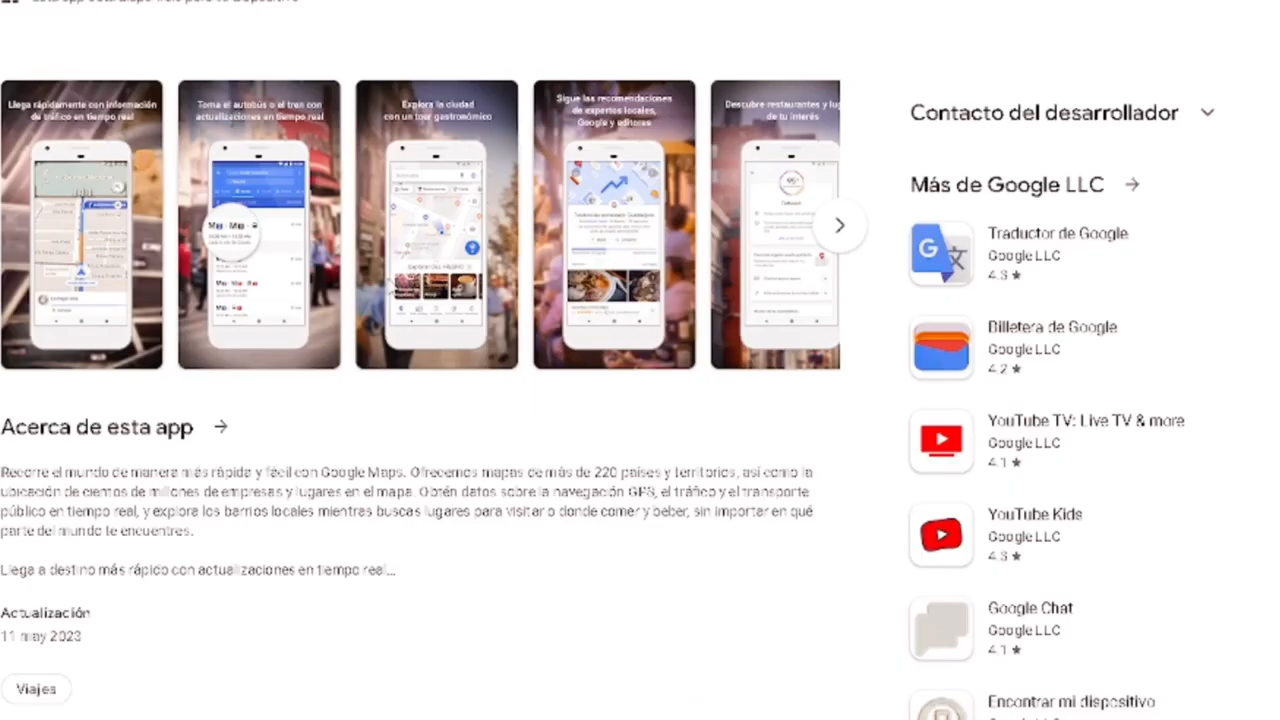 Llega rápidamente con información
de tráfico en tiempo real
Toma el autobús o el tren con
actualizaciones en tiempo real
Explora la ciudad
con un tour gastronómico
Sigue las recomendaciones
de expertos locales,
Google y editores
Descubre restaurantes y lug
de tu interés
Acerca de esta app
Recorre el mundo de manera más rápida y fácil con Google Maps. Ofrecemos mapas de más de 220 países y territorios, así como la
ubicación de cientos de millones de empresas y lugares en el mapa. Obtén datos sobre la navegación GPS, el tráfico y el transporte
público en tiempo real, y explora los barrios locales mientras buscas lugares para visitar o donde comer y beber, sin importar en qué
parte del mundo te encuentres.
Llega a destino más rápido con actualizaciones en tiempo real...
Actualización
11 may 2023
Viajes
Contacto del desarrollador
Más de Google LLC
Traductor de Google
Google LLC
4.3 ★
Billetera de Google
Google LLC
4.2 ★
YouTube TV: Live TV & more
Google LLC
4.1 ★
YouTube Kids
Google LLC
4.3 ★
Google Chat
Google LLC
4.1 ★
Encontrar mi dispositivo